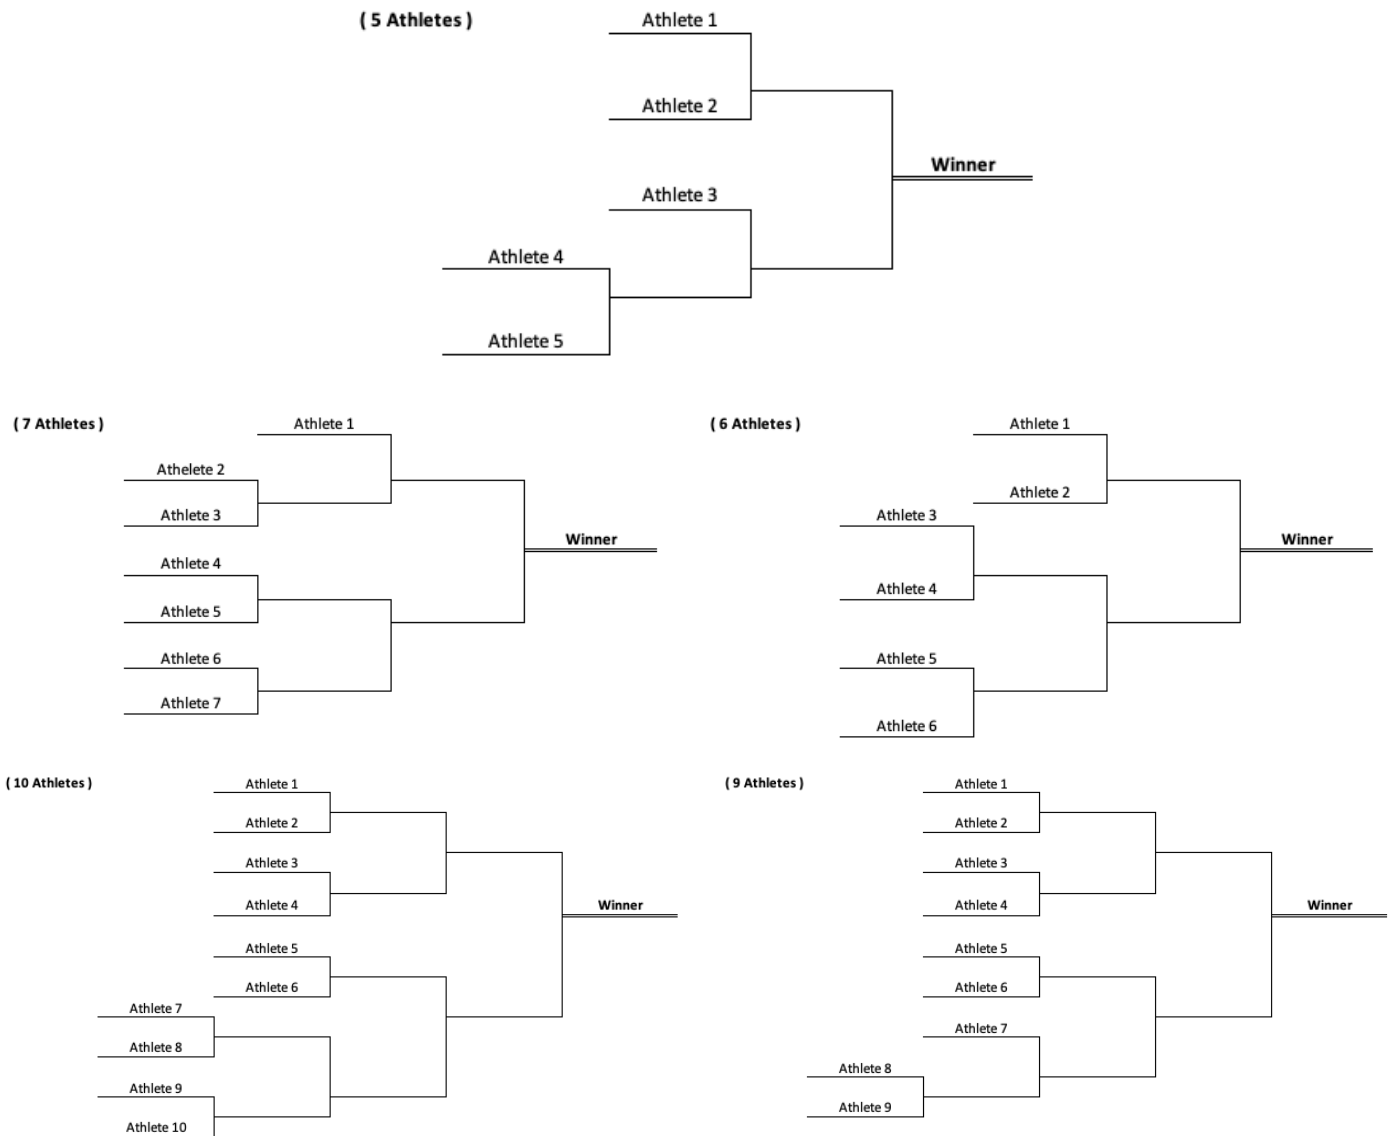 ( 5 Athletes )
Athlete 1
Athlete 2
Winner
Athlete 3
Athlete 4
Athlete 5
( 7 Athletes )
Athlete 1
Athelete 2
Athlete 3
Winner
Athlete 4
Athlete 5
Athlete 6
Athlete 7
( 6 Athletes )
Athlete 1
Athlete 2
Athlete 3
Winner
Athlete 4
Athlete 5
Athlete 6
( 10 Athletes )
Athlete 1
Athlete 2
Athlete 3
Athlete 4
Winner
Athlete 5
Athlete 6
Athlete 7
Athlete 8
Athlete 9
Athlete 10
( 9 Athletes )
Athlete 1
Athlete 2
Athlete 3
Athlete 4
Winner
Athlete 5
Athlete 6
Athlete 7
Athlete 8
Athlete 9